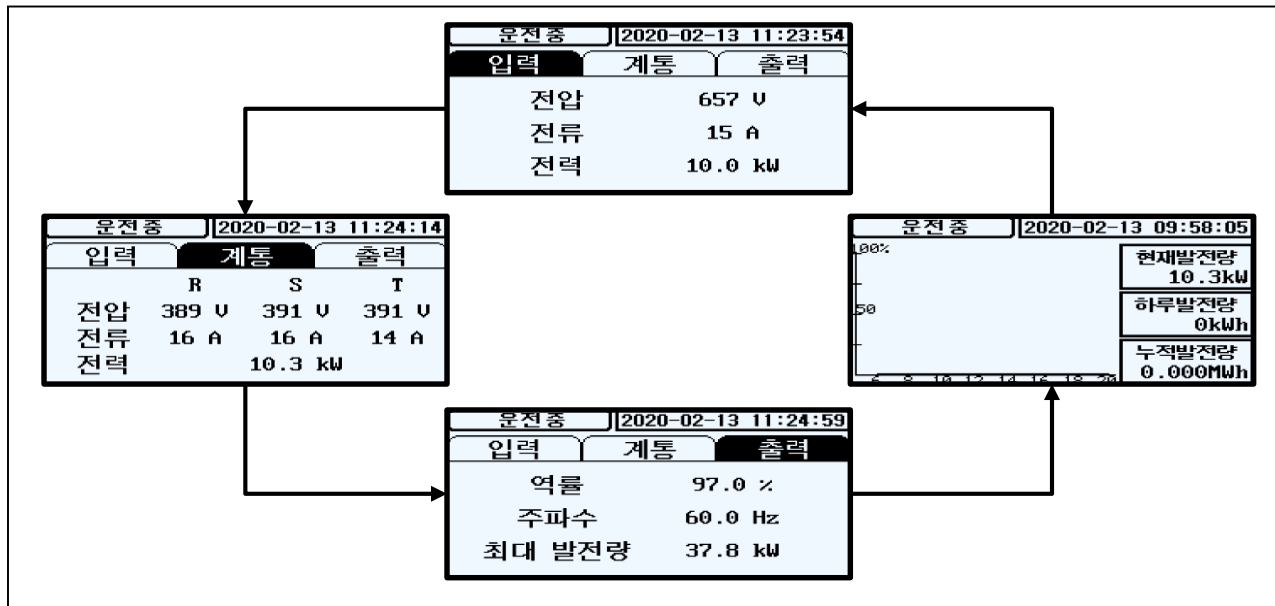 운전중 2020-02-13 11:23:54
입력 계통 출력
전압 657 V
전류 15 A
전력 10.0 kW
운전중 2020-02-13 11:24:14
입력 계통 출력
R S T
전압 389 V 391 V 391 V
전류 16 A 16 A 14 A
전력 10.3 kW
운전중 2020-02-13 09:58:05
100%
현재발전량
10.3kW
50
하루발전량
0kWh
누적발전량
0.000MWh
6 8 10 12 14 16 18 20
운전중 2020-02-13 11:24:59
입력 계통 출력
역률 97.0 %
주파수 60.0 Hz
최대 발전량 37.8 kW